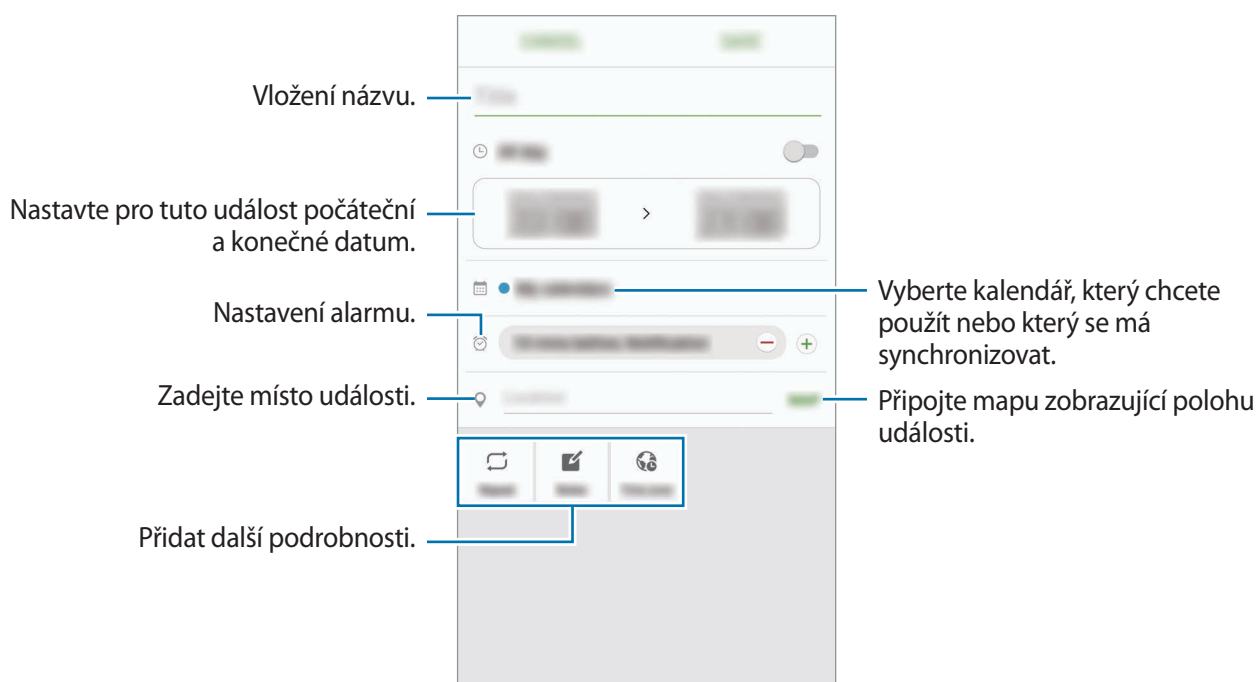 Vložení názvu.
Nastavte pro tuto událost počáteční
a konečné datum.
Nastavení alarmu.
Zadejte místo události.
Přidat další podrobnosti.
Vyberte kalendář, který chcete
použít nebo který se má
synchronizovat.
Připojte mapu zobrazující polohu
události.